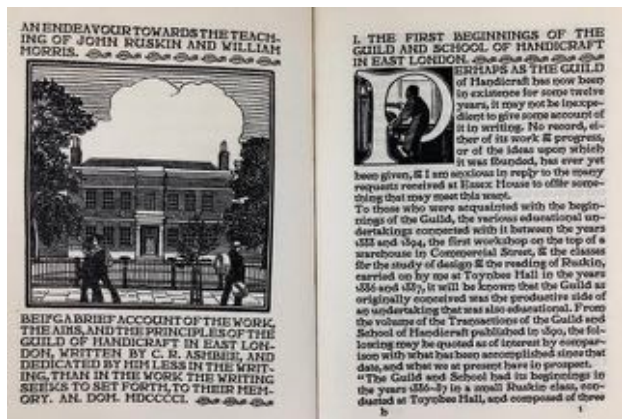 AN ENDEAVOUR TOWARDS THE TEACH-
ING OF JOHN RUSKIN AND WILLIAM
MORRIS.
BEING A BRIEF ACCOUNT OF THE WORK,
THE AIMS, AND THE PRINCIPLES OF THE
GUILD OF HANDICRAFT IN EAST LON-
DON, WRITTEN BY C. R. ASHBEE, AND
DEDICATED BY HIM LESS IN THE WRIT-
ING, THAN IN THE WORK THE WRITING
SEEKS TO SET FORTH, TO THEIR MEM-
ORY. AN. DOM. MDCCCCI.
I. THE FIRST BEGINNINGS OF THE
GUILD AND SCHOOL OF HANDICRAFT
IN EAST LONDON.
PERHAPS AS THE GUILD
of Handicraft has now been
in existence for some twelve
years, it may not be inexpe-
dient to give some account of
it in writing. No record, ei-
ther of its work & progress,
or of the ideas upon which
it was founded, has ever yet
been given, & I am anxious in reply to the many
requests received at Essex House to offer some-
thing that may meet this want.
To those who were acquainted with the begin-
nings of the Guild, the various educational un-
dertakings connected with it between the years
1888 and 1894, the first workshop on the top of a
warehouse in Commercial Street, & the classes
for the study of design & the reading of Ruskin,
carried on by me at Toynbee Hall in the years
1886 and 1887, it will be known that the Guild as
originally conceived was the productive side of
an undertaking that was also educational. From
the volume of the Transactions of the Guild and
School of Handicraft published in 1890, the fol-
lowing may be quoted as of interest by compar-
ison with what has been accomplished since that
date, and what we at present have in prospect.
"The Guild and School had its beginnings in
the years 1886-87 in a small Ruskin class, con-
ducted at Toynbee Hall, and composed of three
b 1